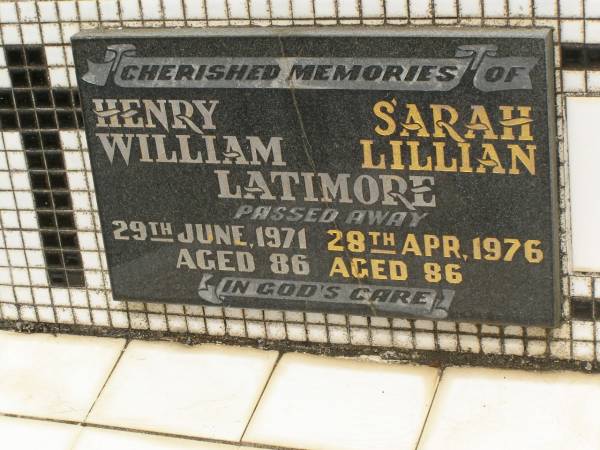 CHERISHED MEMORIES OF
HENRY WILLIAM
SARAH LILLIAN
LATIMORE
PASSED AWAY
29TH JUNE, 1971
AGED 86
28TH APR, 1976
AGED 86
IN GOD'S CARE